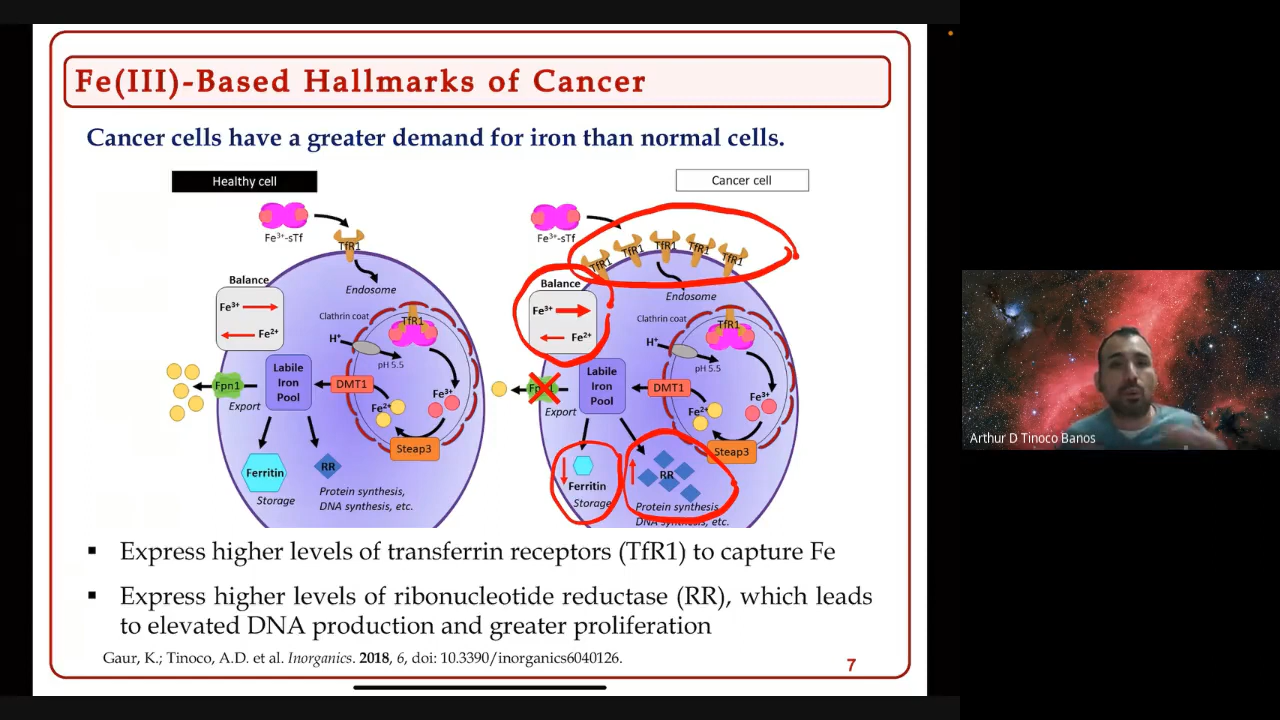 Fe(III)-Based Hallmarks of Cancer
Cancer cells have a greater demand for iron than normal cells.
Healthy cell
Fe³⁺-sTf
TfR1
Balance
Fe³⁺
Fe²⁺
Endosome
Clathrin coat
TfR1
H⁺
pH 5.5
Fpn1
Export
Labile
Iron
Pool
DMT1
Fe²⁺
Fe³⁺
Steap3
Ferritin
Storage
RR
Protein synthesis,
DNA synthesis, etc.
Cancer cell
Fe³⁺-sTf
TfR1
TfR1
TfR1
TfR1
TfR1
Balance
Fe³⁺
Fe²⁺
Endosome
Clathrin coat
TfR1
H⁺
pH 5.5
Fpn1
Export
Labile
Iron
Pool
DMT1
Fe²⁺
Fe³⁺
Steap3
Ferritin
Storage
RR
Protein synthesis
DNA synthesis, etc.
▪ Express higher levels of transferrin receptors (TfR1) to capture Fe
▪ Express higher levels of ribonucleotide reductase (RR), which leads
to elevated DNA production and greater proliferation
Gaur, K.; Tinoco, A.D. et al. Inorganics. 2018, 6, doi: 10.3390/inorganics6040126.
7
Arthur D Tinoco Banos